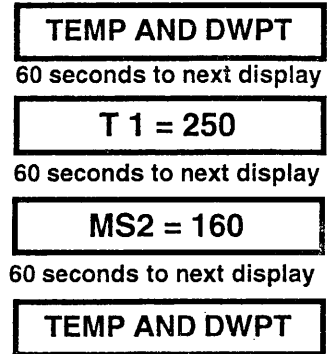 TEMP AND DWPT
60 seconds to next display
T 1 = 250
60 seconds to next display
MS2 = 160
60 seconds to next display
TEMP AND DWPT